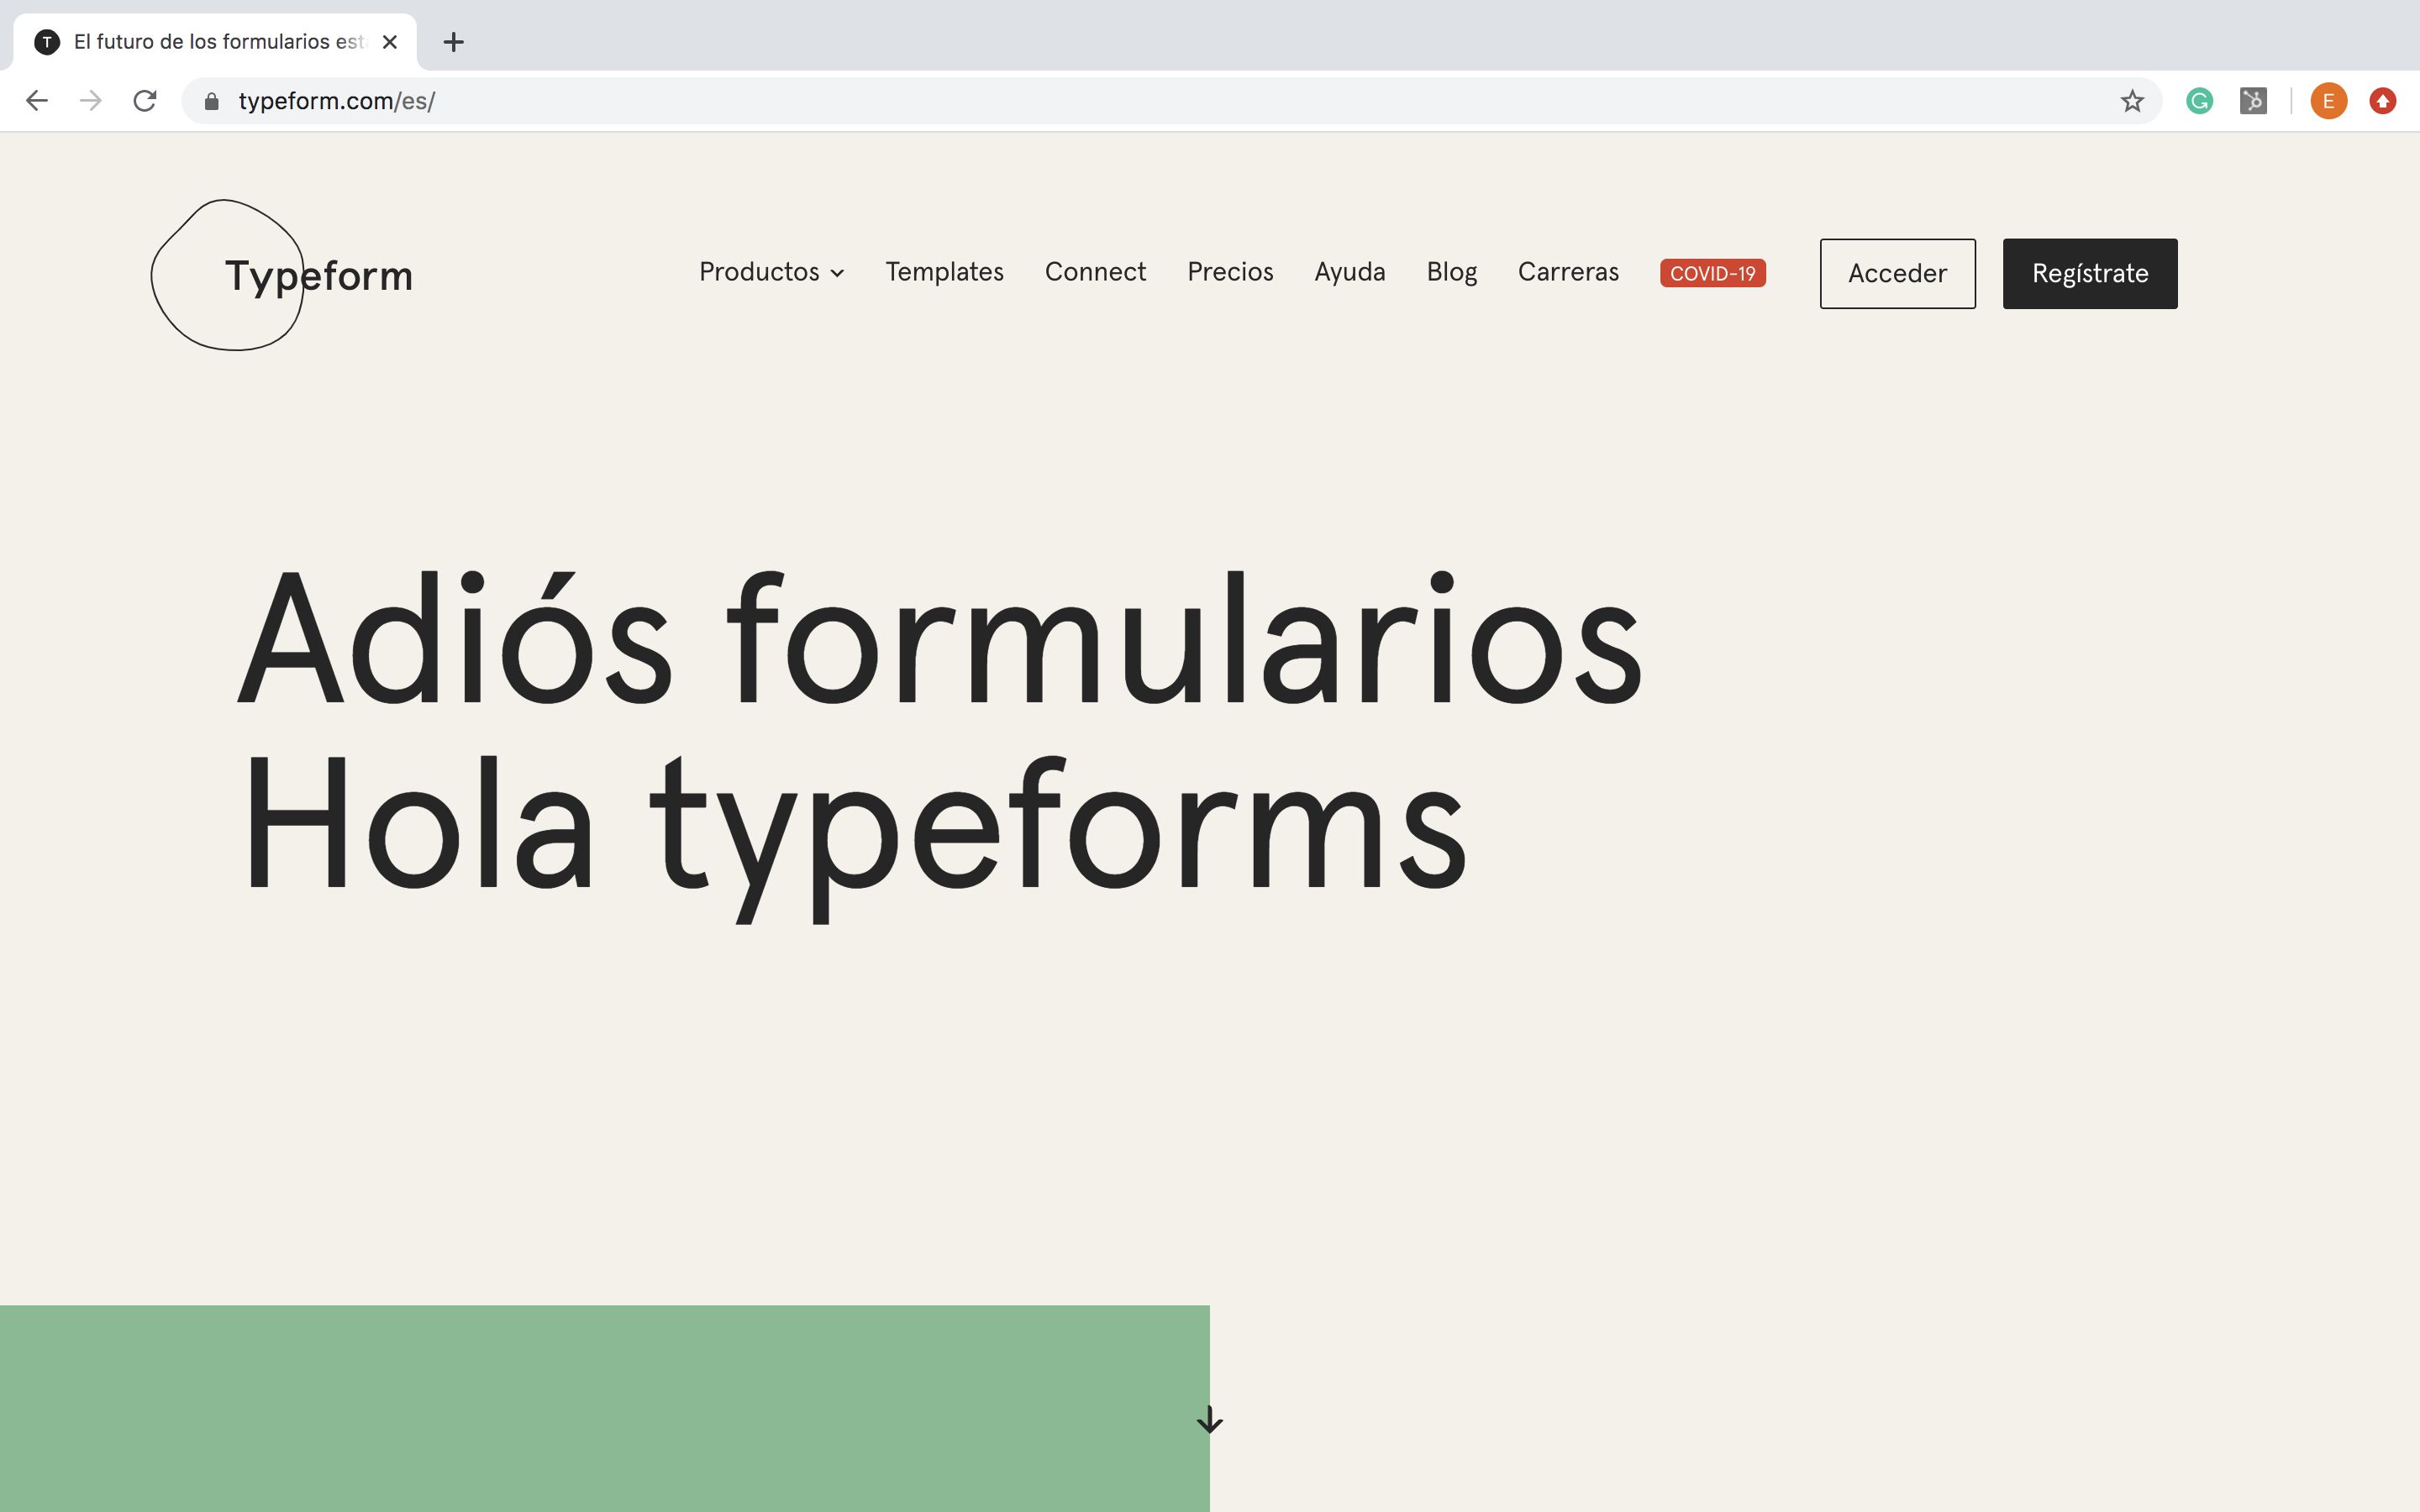 T El futuro de los formularios est
typeform.com/es/
G E
Typeform
Productos Templates Connect Precios Ayuda Blog Carreras COVID-19 Acceder Regístrate
Adiós formularios
Hola typeforms